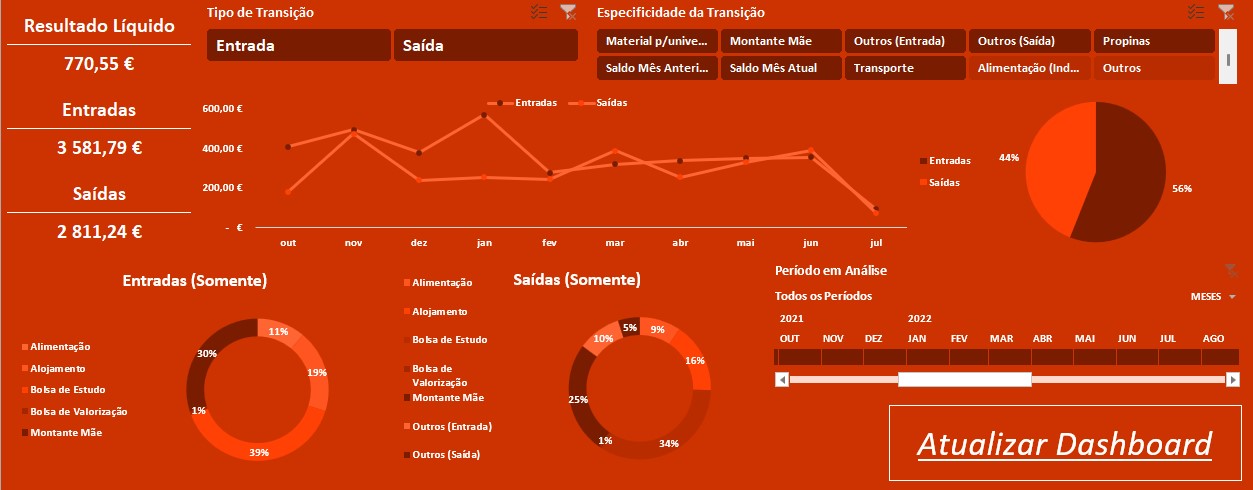 Resultado Líquido
770,55 €
Entradas
3 581,79 €
Saídas
2 811,24 €
Tipo de Transição
Entrada
Saída
Especificidade da Transição
Material p/unive...
Montante Mãe
Outros (Entrada)
Outros (Saída)
Propinas
Saldo Mês Anteri...
Saldo Mês Atual
Transporte
Alimentação (Ind...
Outros
Entradas
Saídas
600,00 €
400,00 €
200,00 €
- €
out
nov
dez
jan
fev
mar
abr
mai
jun
jul
Entradas
Saídas
44%
56%
Entradas (Somente)
Alimentação
Alojamento
Bolsa de Estudo
Bolsa de Valorização
Montante Mãe
11%
19%
39%
1%
30%
Saídas (Somente)
Alimentação
Alojamento
Bolsa de Estudo
Bolsa de
Valorização
Montante Mãe
Outros (Entrada)
Outros (Saída)
9%
16%
34%
1%
25%
10%
5%
Período em Análise
Todos os Períodos
MESES
2021
2022
OUT
NOV
DEZ
JAN
FEV
MAR
ABR
MAI
JUN
JUL
AGO
Atualizar Dashboard